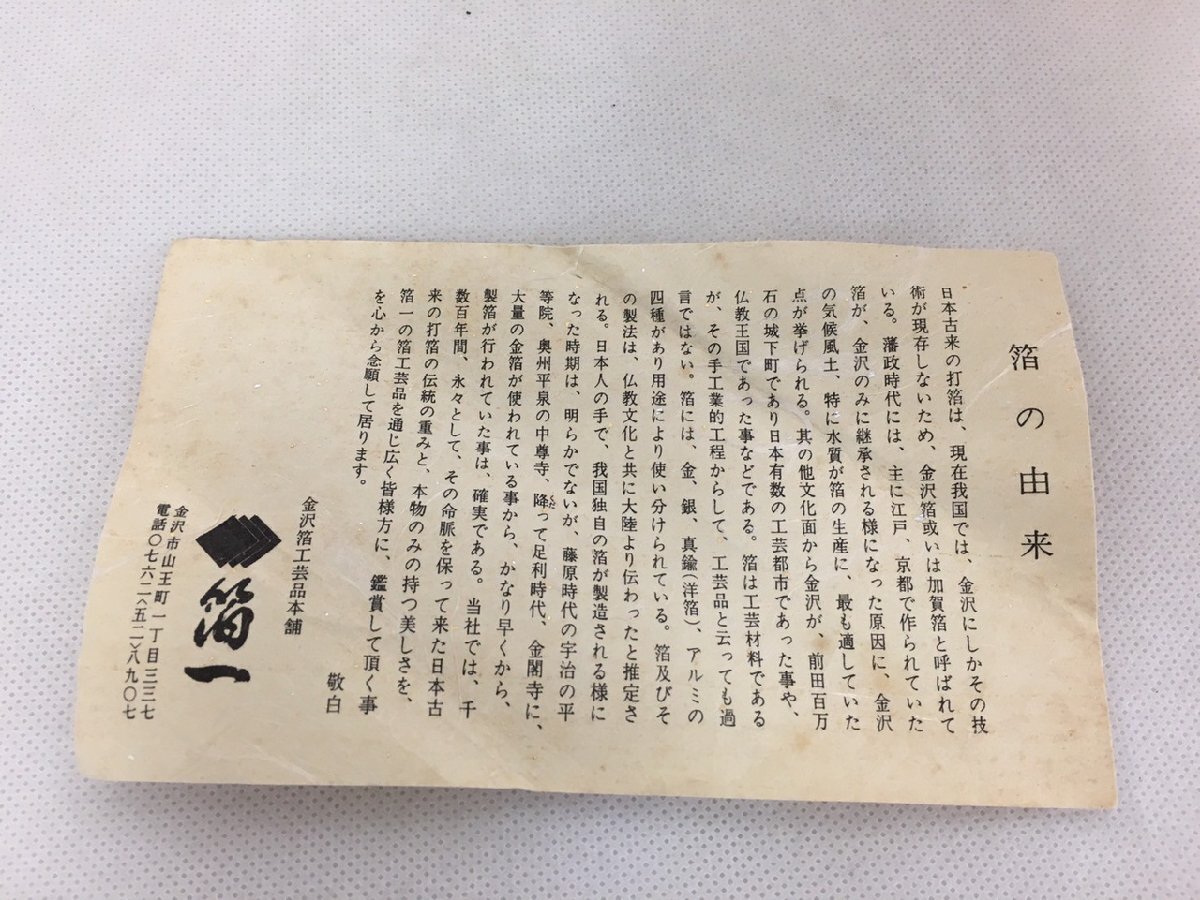 箔の由来
日本古来の打箔は、現在我国では、金沢にしかその技
術が現存しないため、金沢箔或いは加賀箔と呼ばれて
いる。藩政時代には、主に江戸、京都で作られていた
箔が、金沢のみに継承される様になった原因に、金沢
の気候風土、特に水質が箔の生産に、最も適していた
点が挙げられる。其の他文化面から金沢が、前田百万
石の城下町であり日本有数の工芸都市であった事や、
仏教王国であった事などである。箔は工芸材料である
が、その手工業的工程からして、工芸品と云っても過
言ではない。箔には、金、銀、真鍮(洋箔)、アルミの
四種があり用途により使い分けられている。箔及びそ
の製法は、仏教文化と共に大陸より伝わったと推定さ
れる。日本人の手で、我国独自の箔が製造される様に
なった時期は、明らかでないが、藤原時代の宇治の平
等院、奥州平泉の中尊寺、降って足利時代、金閣寺に、
くだ
大量の金箔が使われている事から、かなり早くから、
製箔が行われていた事は、確実である。当社では、千
数百年間、永々として、その命脈を保って来た日本古
来の打箔の伝統の重みと、本物のみの持つ美しさを、
箔一の箔工芸品を通じ広く皆様方に、鑑賞して頂く事
を心から念願して居ります。
敬白
金沢箔工芸品本舗
箔一
金沢市山王町一丁目三三七
電話〇七六二〈五二〉八九〇七